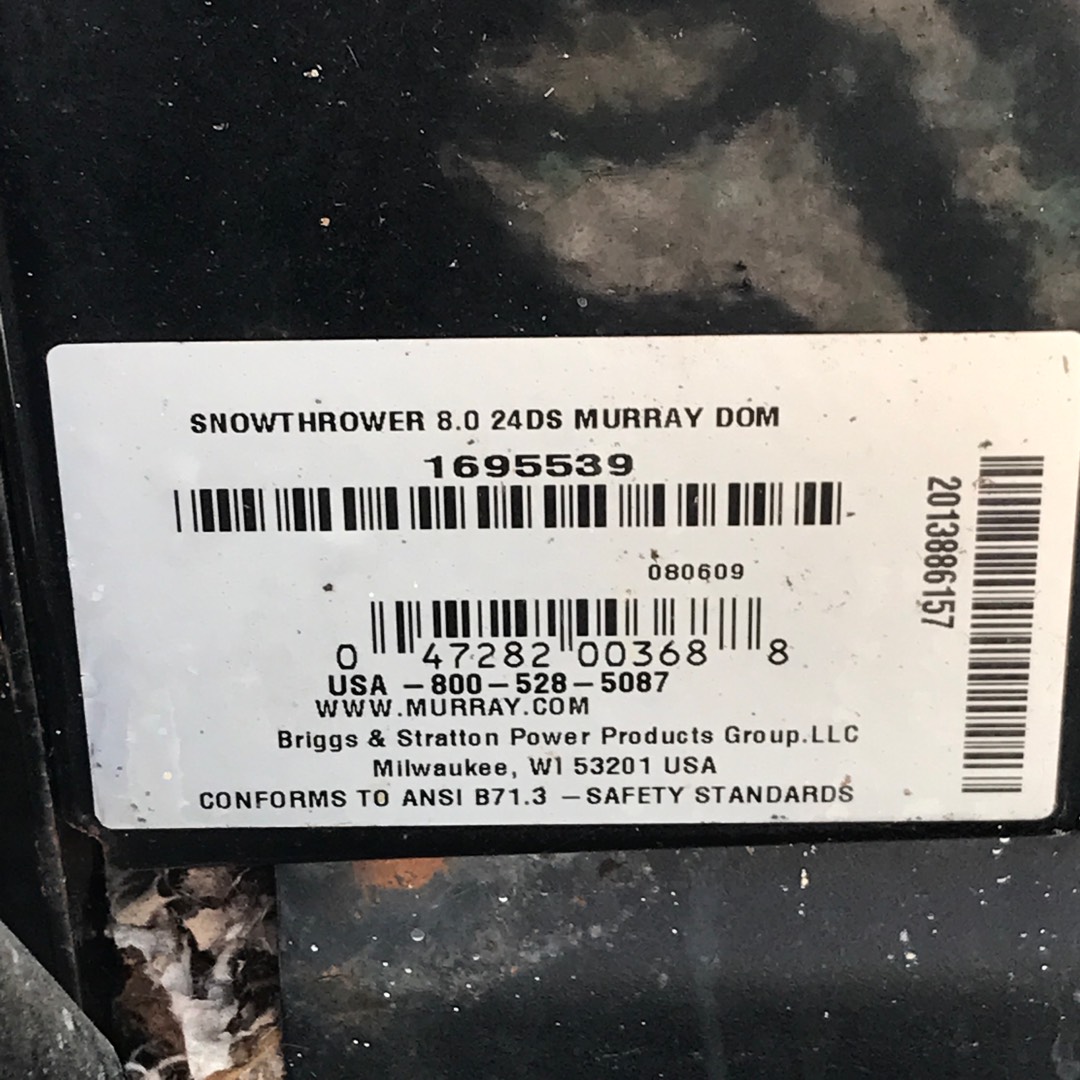 SNOWTHROWER 8.0 24DS MURRAY DOM
1695539
080609
0 47282 00368 8
USA -800-528-5087
WWW.MURRAY.COM
Briggs & Stratton Power Products Group.LLC
Milwaukee, WI 53201 USA
CONFORMS TO ANSI B71.3 -SAFETY STANDARDS
2013886157